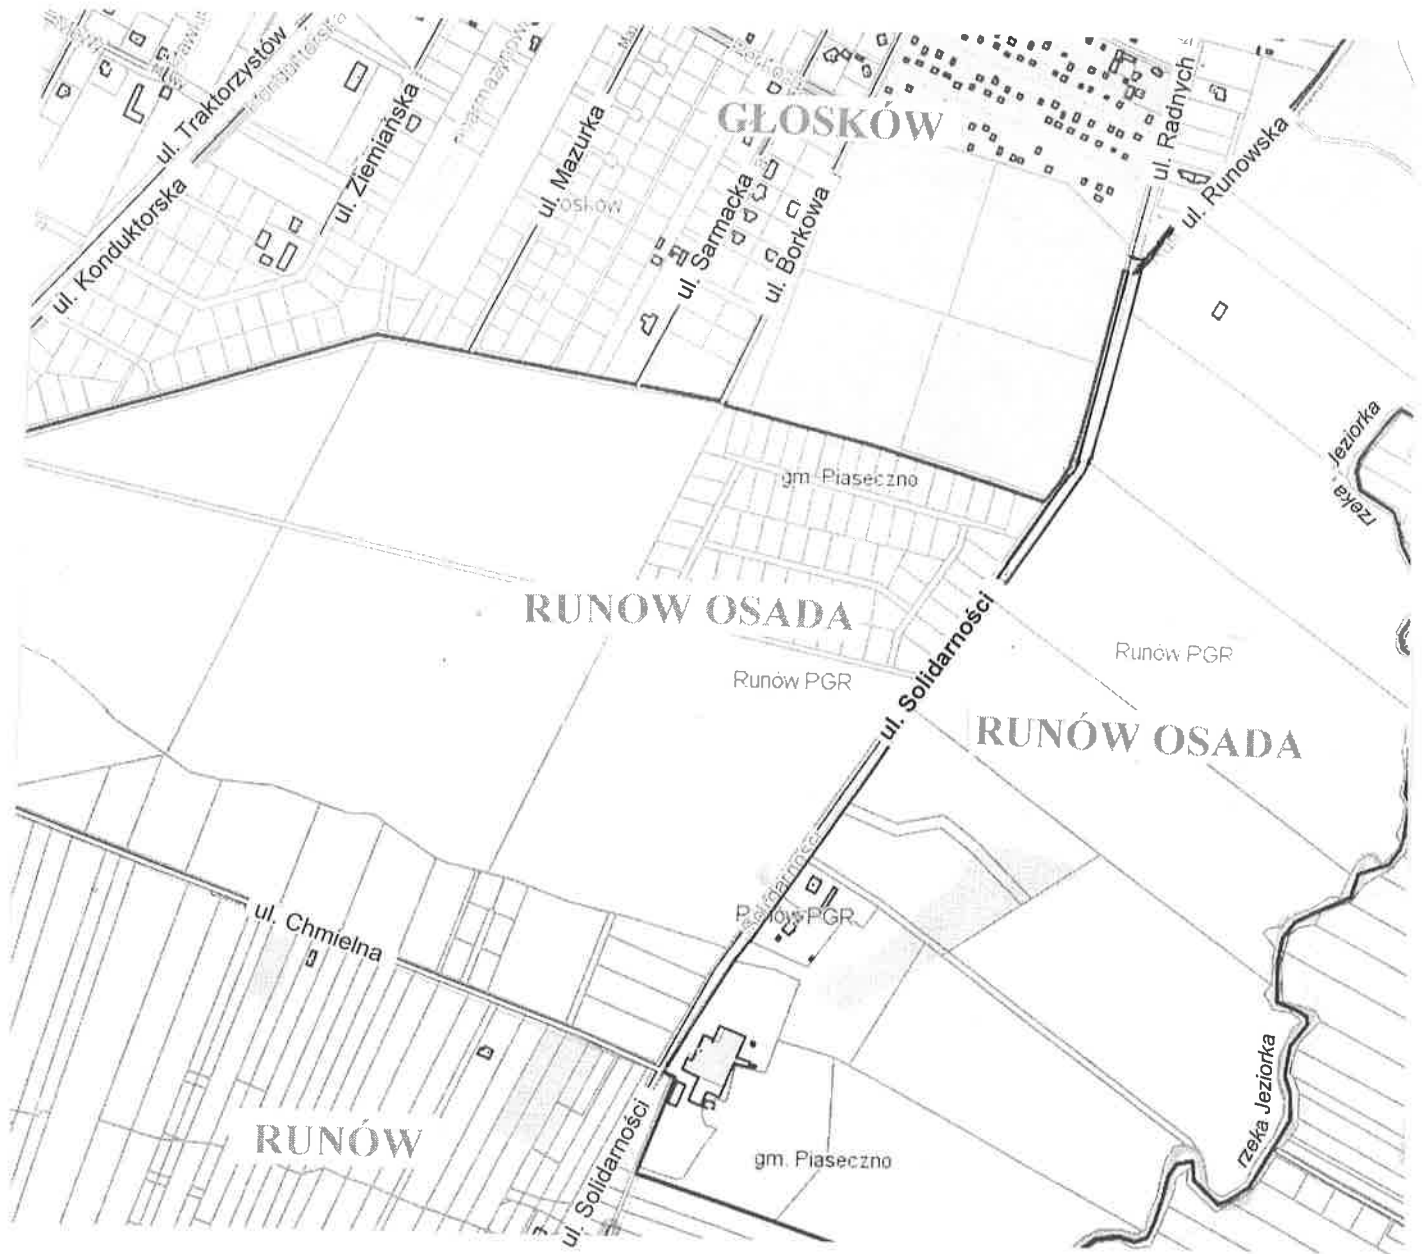 ul. Traktorzystów
ul. Konduktorska
ul. Ziemiańska
ul. Mazurka
GŁOSKÓW
ul. Sarmacka
ul. Borkowa
ul. Radnych
ul. Runowska
rzeka Jeziorka
gm. Piaseczno
RUNÓW OSADA
Runów PGR
ul. Solidarności
Runów PGR
RUNÓW OSADA
ul. Chmielna
Runów PGR
rzeka Jeziorka
RUNÓW
gm. Piaseczno
ul. Solidarności